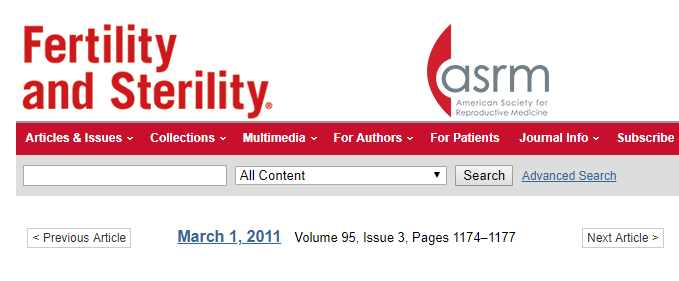 Fertility
and Sterility®
asrm
American Society for
Reproductive Medicine
Articles & Issues Collections Multimedia For Authors For Patients Journal Info Subscribe
All Content Search Advanced Search
< Previous Article March 1, 2011 Volume 95, Issue 3, Pages 1174–1177 Next Article >